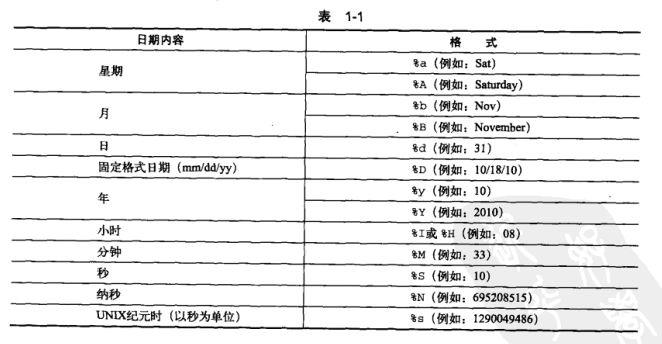 表 1-1
日期内容 格 式
星期 %a（例如：Sat）
%A（例如：Saturday）
月 %b（例如：Nov）
%B（例如：November）
日 %d（例如：31）
固定格式日期（mm/dd/yy） %D（例如：10/18/10）
年 %y（例如：10）
%Y（例如：2010）
小时 %I或%H（例如：08）
分钟 %M（例如：33）
秒 %S（例如：10）
纳秒 %N（例如：695208515）
UNIX纪元时（以秒为单位） %s（例如：1290049486）